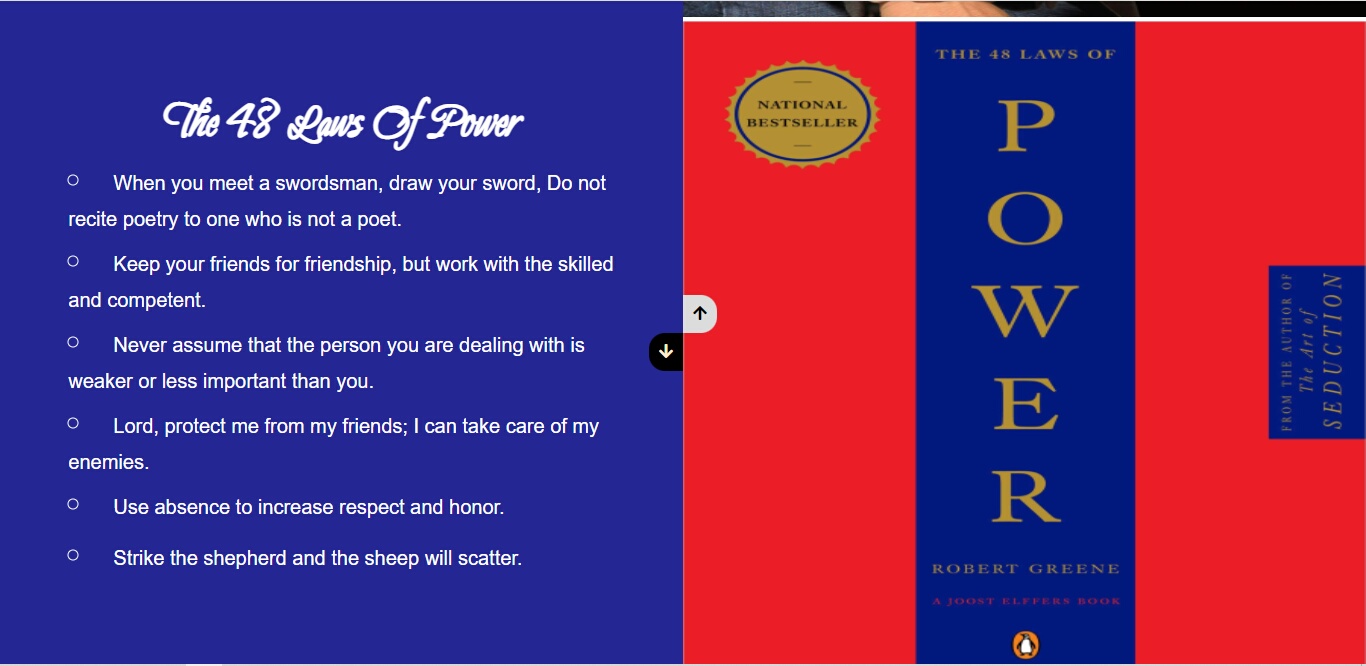 The 48 Laws Of Power
When you meet a swordsman, draw your sword, Do not
recite poetry to one who is not a poet.
Keep your friends for friendship, but work with the skilled
and competent.
Never assume that the person you are dealing with is
weaker or less important than you.
Lord, protect me from my friends; I can take care of my
enemies.
Use absence to increase respect and honor.
Strike the shepherd and the sheep will scatter.
NATIONAL
BESTSELLER
THE 48 LAWS OF
P
O
W
E
R
ROBERT GREENE
A JOOST ELFFERS BOOK
FROM THE AUTHOR OF
The Art of
SEDUCTION